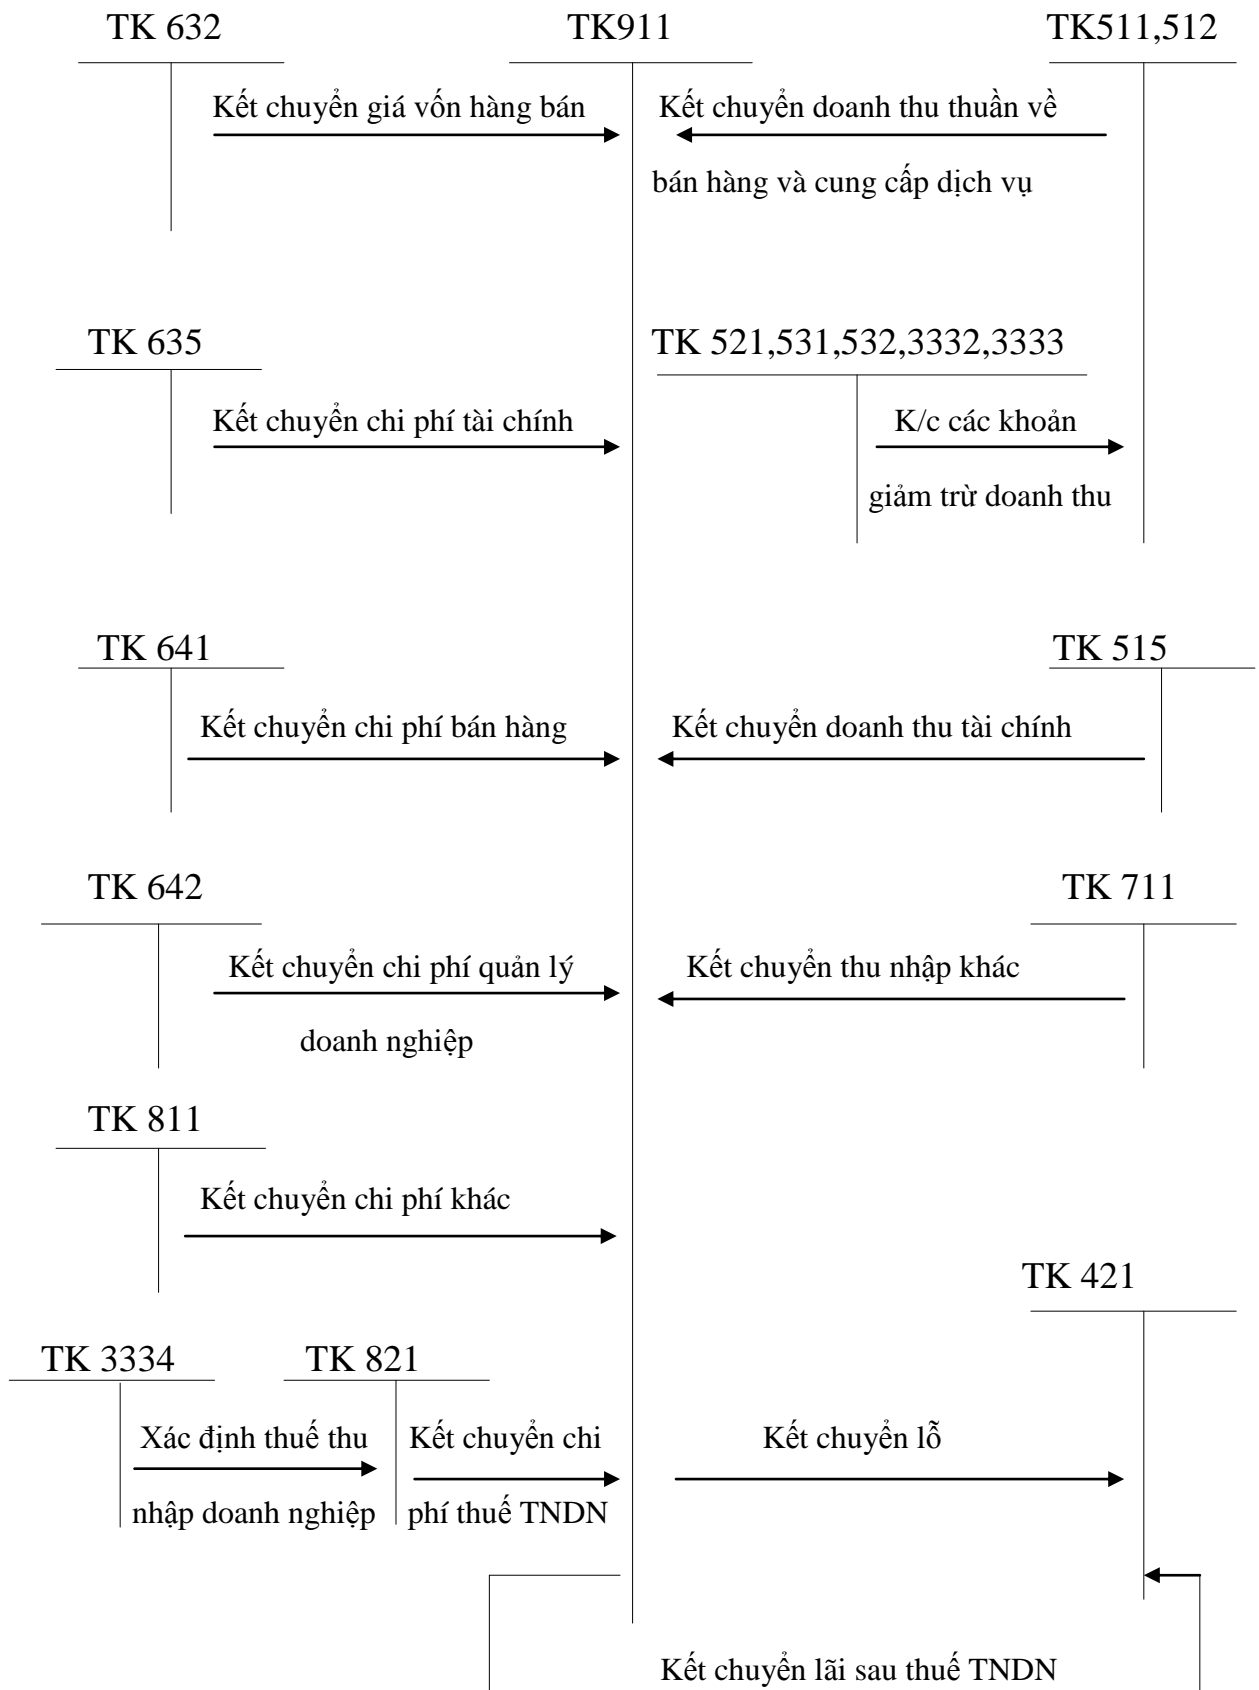 TK 632
TK911
TK511,512
Kết chuyển giá vốn hàng bán
Kết chuyển doanh thu thuần về
bán hàng và cung cấp dịch vụ
TK 635
TK 521,531,532,3332,3333
Kết chuyển chi phí tài chính
K/c các khoản
giảm trừ doanh thu
TK 641
TK 515
Kết chuyển chi phí bán hàng
Kết chuyển doanh thu tài chính
TK 642
TK 711
Kết chuyển chi phí quản lý
Kết chuyển thu nhập khác
doanh nghiệp
TK 811
Kết chuyển chi phí khác
TK 421
TK 3334
TK 821
Xác định thuế thu
Kết chuyển chi
Kết chuyển lỗ
nhập doanh nghiệp
phí thuế TNDN
Kết chuyển lãi sau thuế TNDN